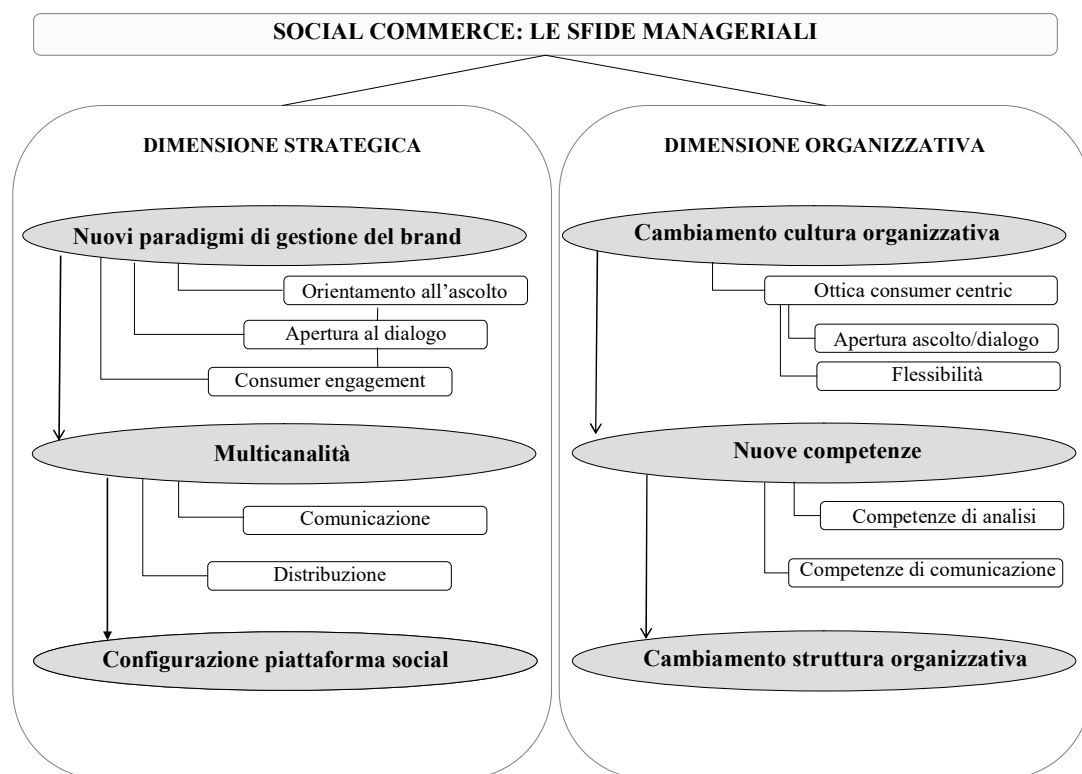 SOCIAL COMMERCE: LE SFIDE MANAGERIALI
DIMENSIONE STRATEGICA
Nuovi paradigmi di gestione del brand
Orientamento all’ascolto
Apertura al dialogo
Consumer engagement
Multicanalità
Comunicazione
Distribuzione
Configurazione piattaforma social
DIMENSIONE ORGANIZZATIVA
Cambiamento cultura organizzativa
Ottica consumer centric
Apertura ascolto/dialogo
Flessibilità
Nuove competenze
Competenze di analisi
Competenze di comunicazione
Cambiamento struttura organizzativa